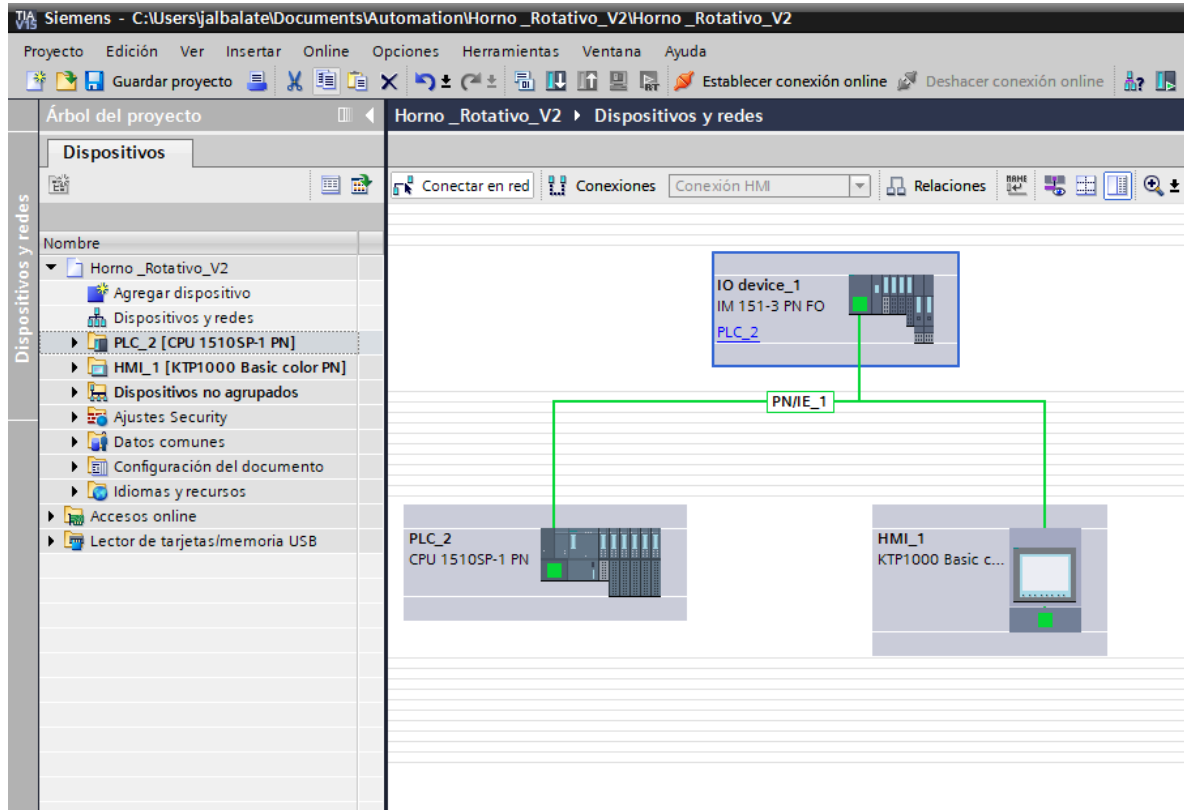 TIA V15 Siemens - C:\Users\jalbalate\Documents\Automation\Horno _Rotativo_V2\Horno _Rotativo_V2
Proyecto Edición Ver Insertar Online Opciones Herramientas Ventana Ayuda
Guardar proyecto Establecer conexión online Deshacer conexión online
Árbol del proyecto
Horno _Rotativo_V2 Dispositivos y redes
Dispositivos
Conectar en red Conexiones Conexión HMI Relaciones
Dispositivos y redes
Nombre
Horno _Rotativo_V2
Agregar dispositivo
Dispositivos y redes
PLC_2 [CPU 1510SP-1 PN]
HMI_1 [KTP1000 Basic color PN]
Dispositivos no agrupados
Ajustes Security
Datos comunes
Configuración del documento
Idiomas y recursos
Accesos online
Lector de tarjetas/memoria USB
IO device_1
IM 151-3 PN FO
PLC_2
PN/IE_1
PLC_2
CPU 1510SP-1 PN
HMI_1
KTP1000 Basic c...